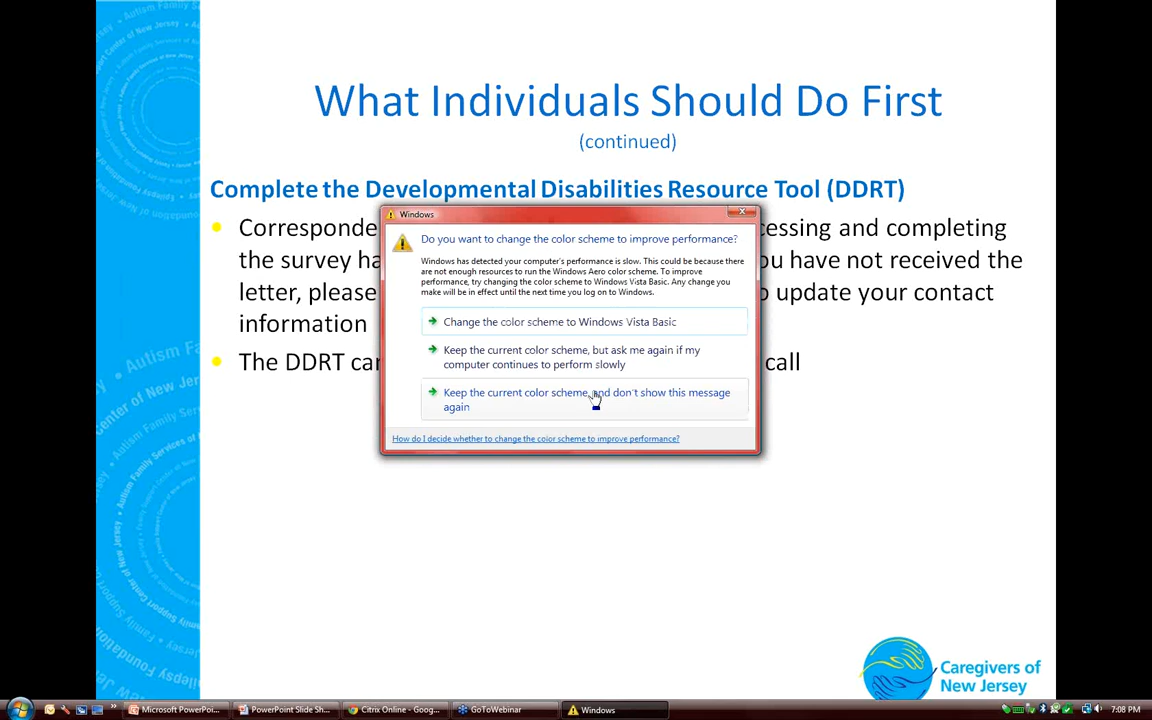 What Individuals Should Do First
(continued)
Complete the Developmental Disabilities Resource Tool (DDRT)
Corresponde
cessing and completing
the survey ha
ou have not received the
letter, please
o update your contact
information
The DDRT can
call
Windows
Do you want to change the color scheme to improve performance?
Windows has detected your computer's performance is slow. This could be because there
are not enough resources to run the Windows Aero color scheme. To improve
performance, try changing the color scheme to Windows Vista Basic. Any change you
make will be in effect until the next time you log on to Windows.
Change the color scheme to Windows Vista Basic
Keep the current color scheme, but ask me again if my
computer continues to perform slowly
Keep the current color scheme, and don't show this message
again
How do I decide whether to change the color scheme to improve performance?
Caregivers of
New Jersey
Microsoft PowerPoi...
PowerPoint Slide Sh...
Citrix Online - Goog...
GoToWebinar
Windows
7:08 PM